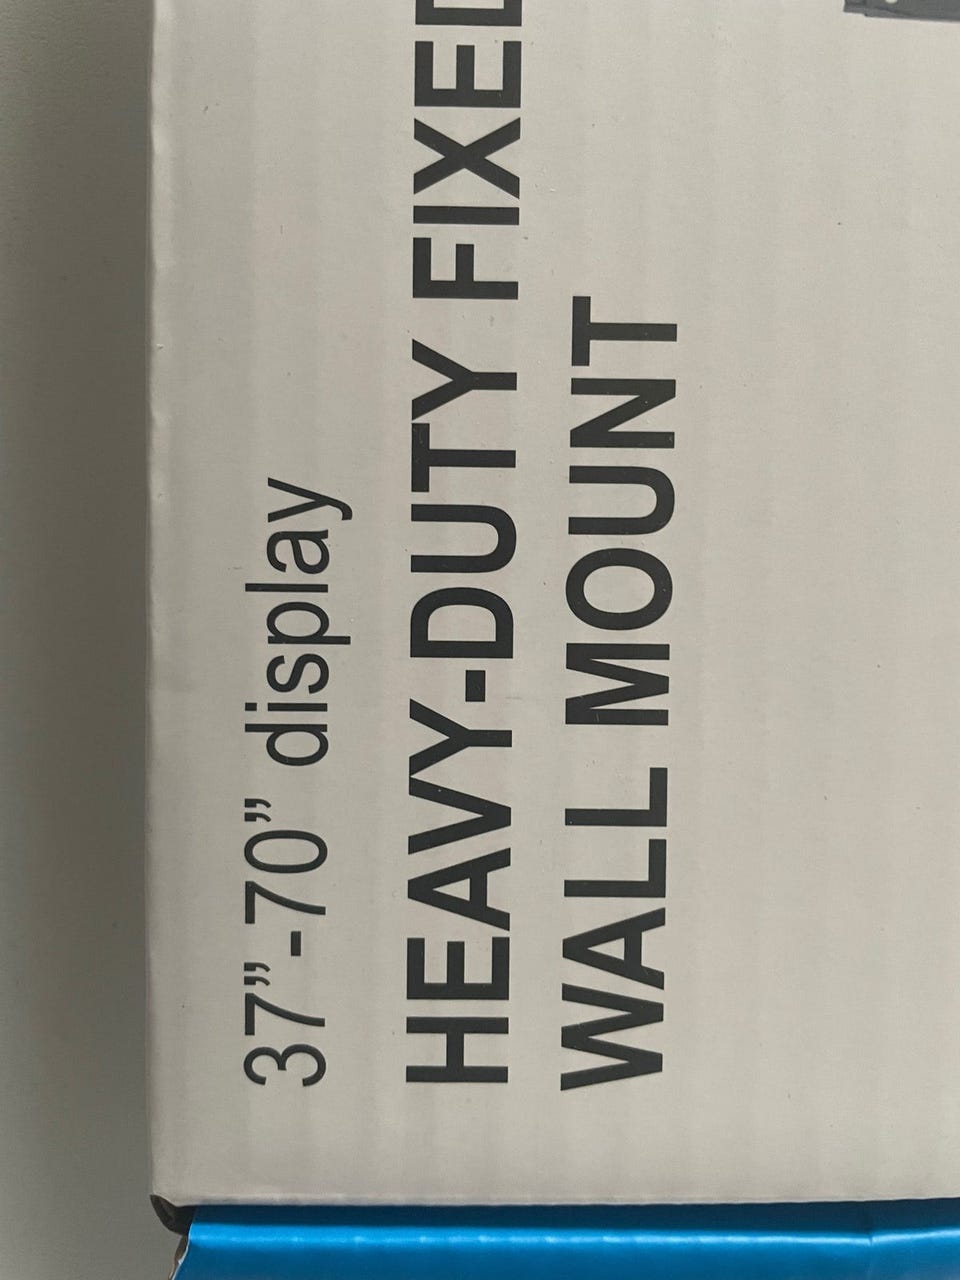 37”-70” display
HEAVY-DUTY FIXED
WALL MOUNT